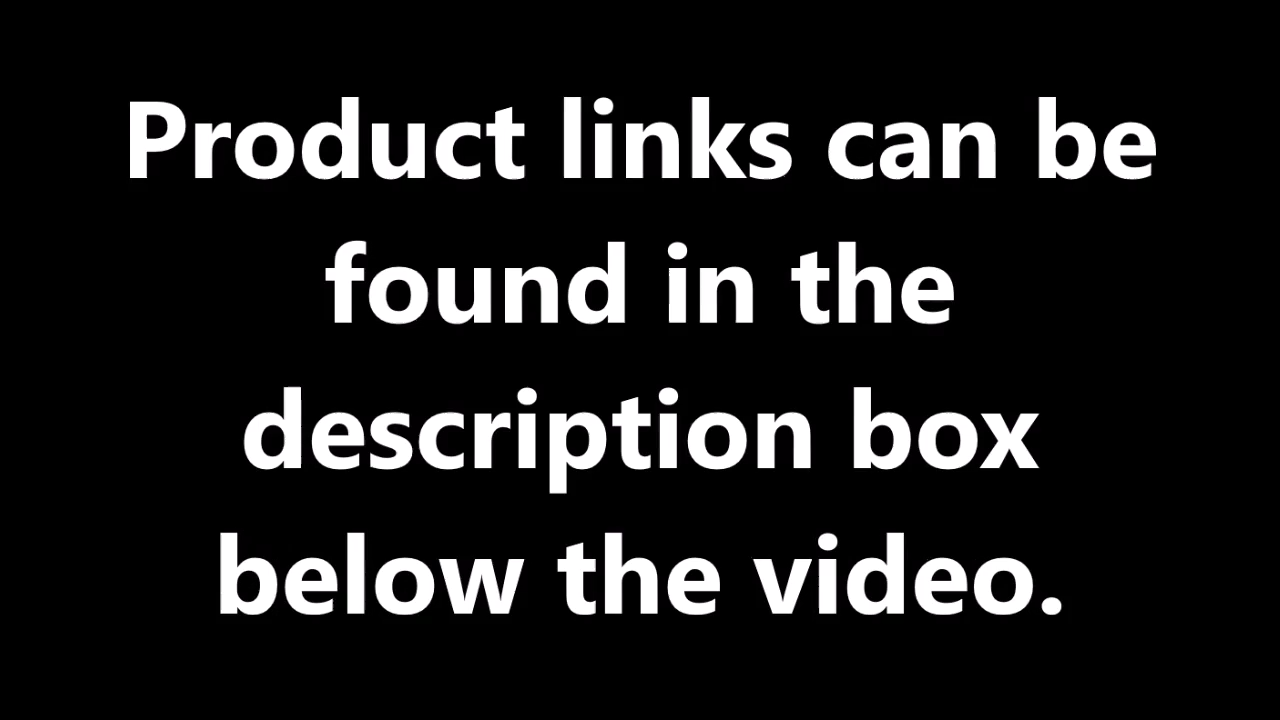 Product links can be
found in the
description box
below the video.